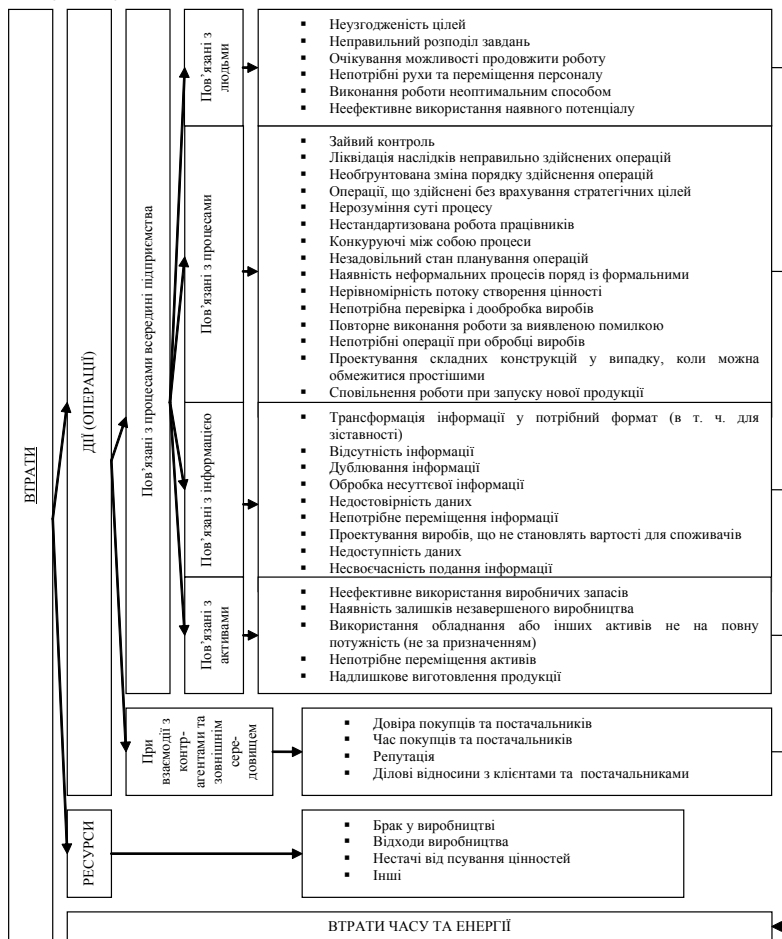 ВТРАТИ
ДІЇ (ОПЕРАЦІЇ)
Пов’язані з процесами всередині підприємства
Пов’язані з
людьми
▪ Неузгодженість цілей
▪ Неправильний розподіл завдань
▪ Очікування можливості продовжити роботу
▪ Непотрібні рухи та переміщення персоналу
▪ Виконання роботи неоптимальним способом
▪ Неефективне використання наявного потенціалу
Пов’язані з процесами
▪ Зайвий контроль
▪ Ліквідація наслідків неправильно здійснених операцій
▪ Необґрунтована зміна порядку здійснення операцій
▪ Операції, що здійснені без врахування стратегічних цілей
▪ Нерозуміння суті процесу
▪ Нестандартизована робота працівників
▪ Конкуруючі між собою процеси
▪ Незадовільний стан планування операцій
▪ Наявність неформальних процесів поряд із формальними
▪ Нерівномірність потоку створення цінності
▪ Непотрібна перевірка і дообробка виробів
▪ Повторне виконання роботи за виявленою помилкою
▪ Непотрібні операції при обробці виробів
▪ Проектування складних конструкцій у випадку, коли можна
обмежитися простішими
▪ Сповільнення роботи при запуску нової продукції
Пов’язані з інформацією
▪ Трансформація інформації у потрібний формат (в т. ч. для
зіставності)
▪ Відсутність інформації
▪ Дублювання інформації
▪ Обробка несуттєвої інформації
▪ Недостовірність даних
▪ Непотрібне переміщення інформації
▪ Проектування виробів, що не становлять вартості для споживачів
▪ Недоступність даних
▪ Несвоєчасність подання інформації
Пов’язані з
активами
▪ Неефективне використання виробничих запасів
▪ Наявність залишків незавершеного виробництва
▪ Використання обладнання або інших активів не на повну
потужність (не за призначенням)
▪ Непотрібне переміщення активів
▪ Надлишкове виготовлення продукції
При
взаємодії з
контр-
агентами та
зовнішнім
сере-
довищем
▪ Довіра покупців та постачальників
▪ Час покупців та постачальників
▪ Репутація
▪ Ділові відносини з клієнтами та постачальниками
РЕСУРСИ
▪ Брак у виробництві
▪ Відходи виробництва
▪ Нестачі від псування цінностей
▪ Інші
ВТРАТИ ЧАСУ ТА ЕНЕРГІЇ